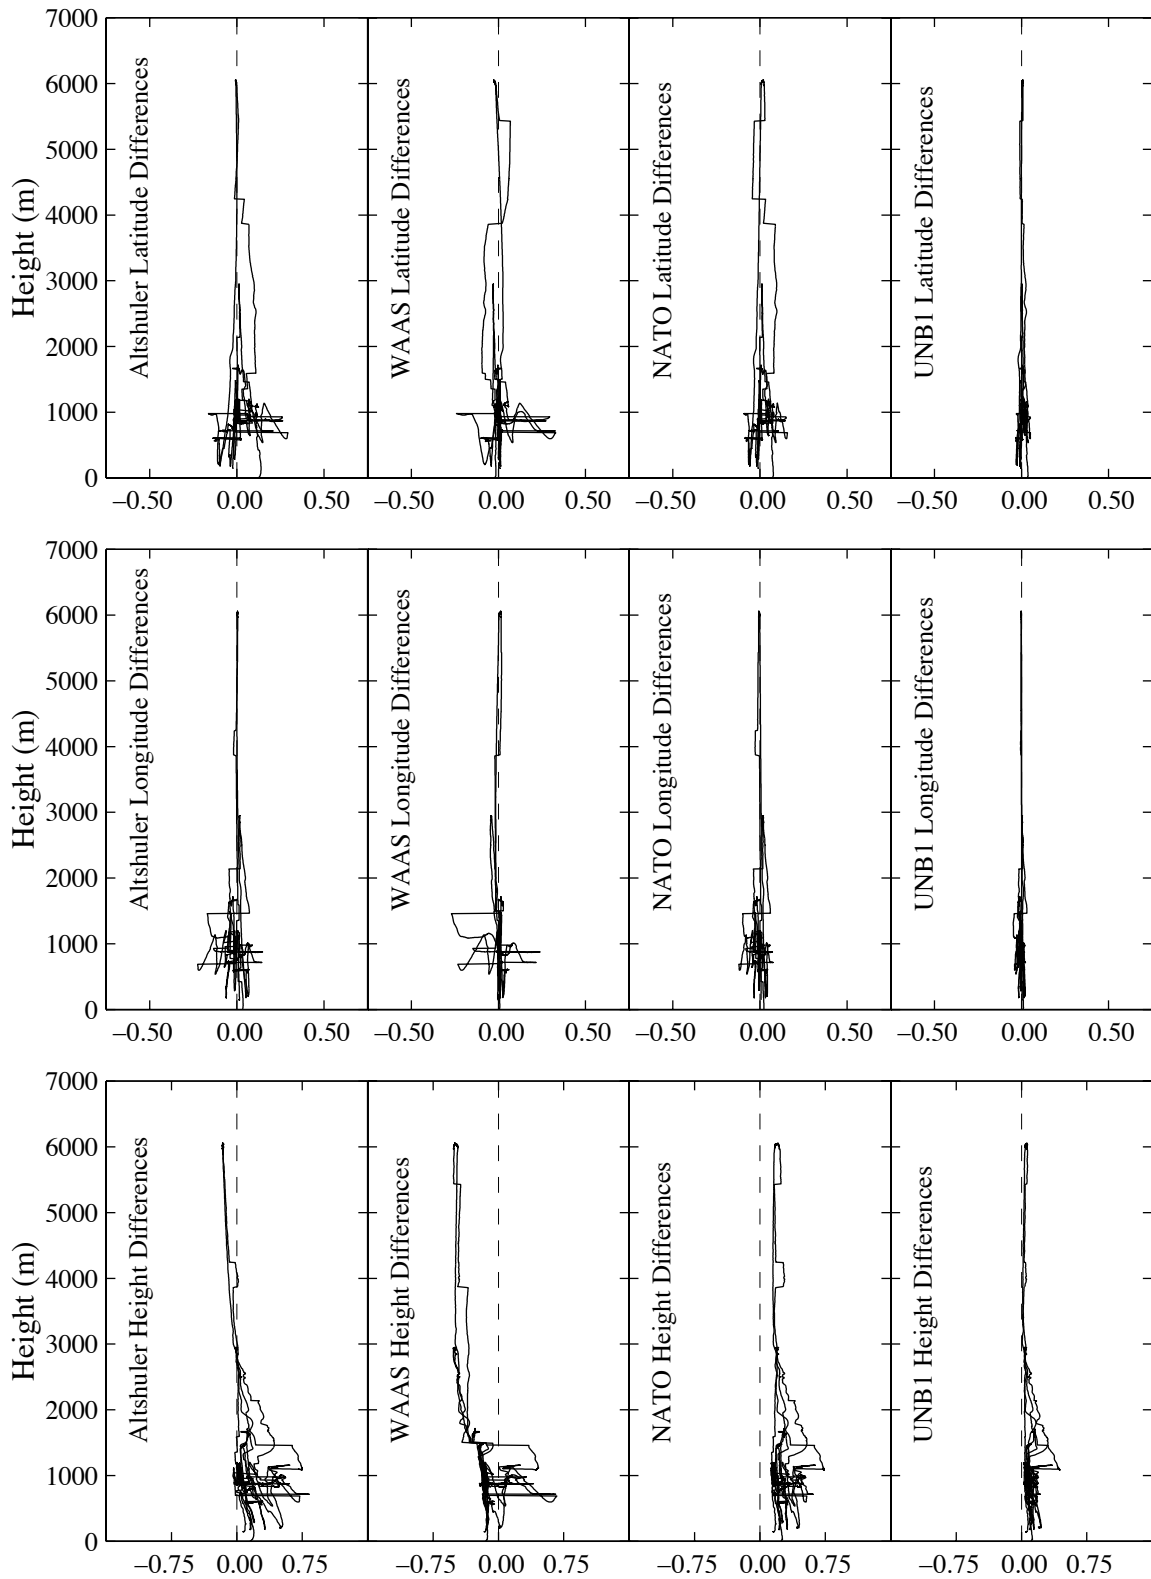 7000
6000
5000
4000
3000
2000
1000
0
Height (m)
Altshuler Latitude Differences
WAAS Latitude Differences
NATO Latitude Differences
UNB1 Latitude Differences
−0.50 0.00 0.50 −0.50 0.00 0.50 −0.50 0.00 0.50 −0.50 0.00 0.50
7000
6000
5000
4000
3000
2000
1000
0
Height (m)
Altshuler Longitude Differences
WAAS Longitude Differences
NATO Longitude Differences
UNB1 Longitude Differences
−0.50 0.00 0.50 −0.50 0.00 0.50 −0.50 0.00 0.50 −0.50 0.00 0.50
7000
6000
5000
4000
3000
2000
1000
0
Height (m)
Altshuler Height Differences
WAAS Height Differences
NATO Height Differences
UNB1 Height Differences
−0.75 0.00 0.75 −0.75 0.00 0.75 −0.75 0.00 0.75 −0.75 0.00 0.75